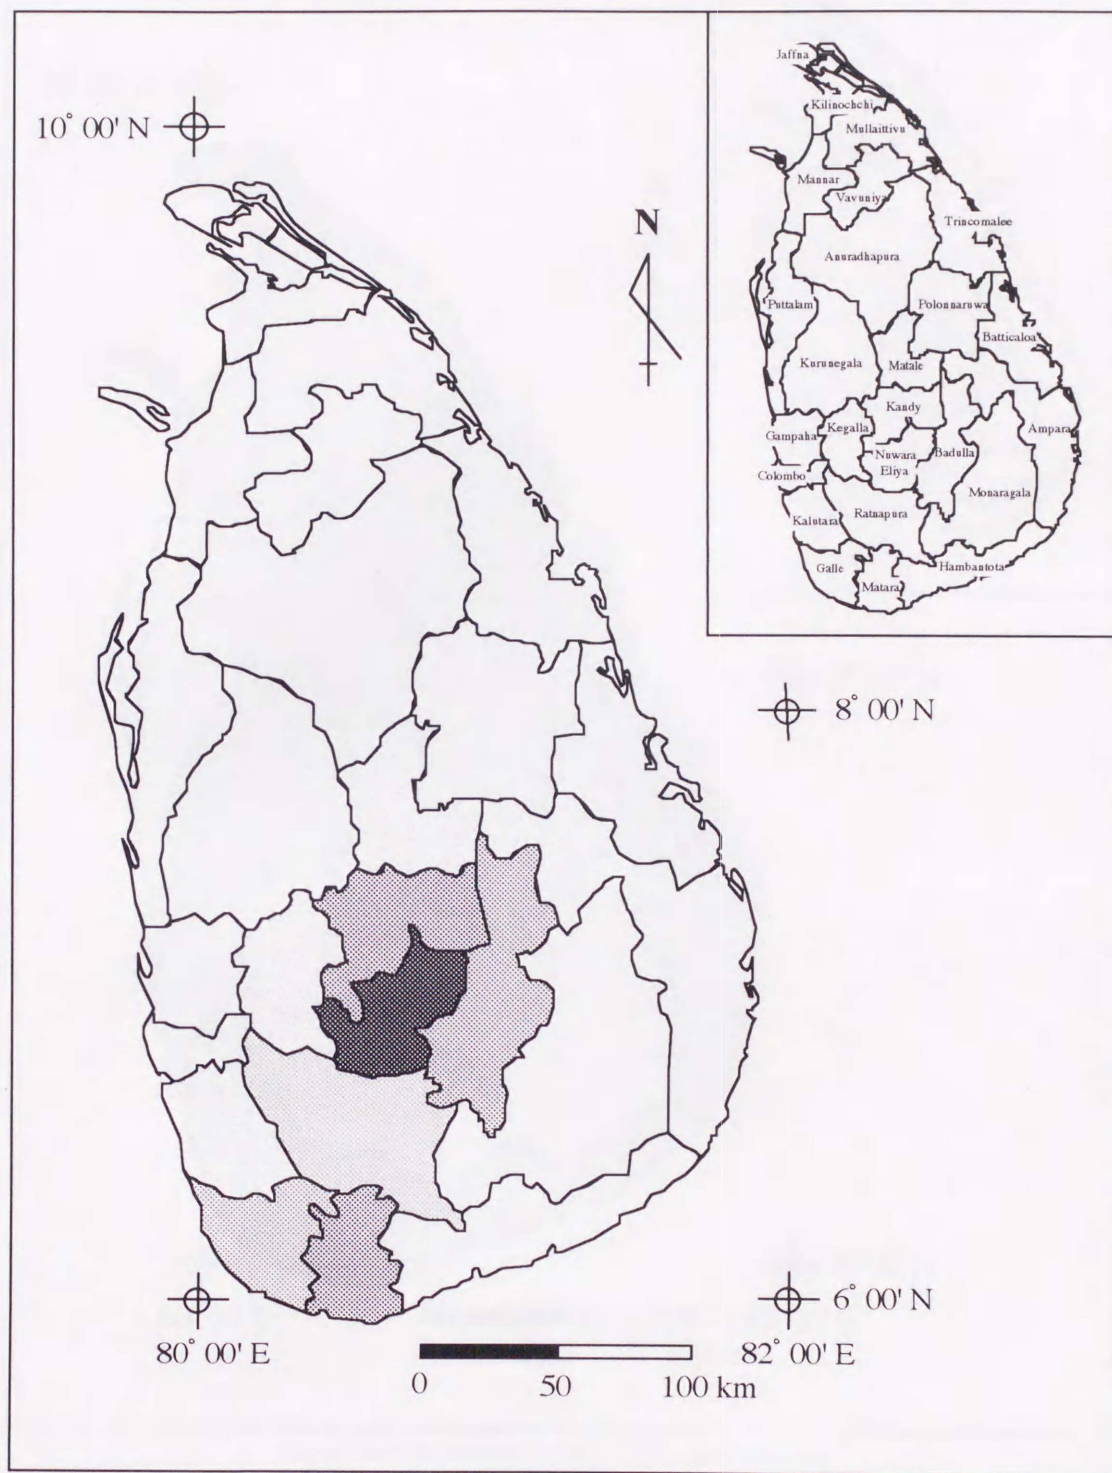 10° 00' N
N
Jaffna
Kilinochchi
Mullaittivu
Mannar
Vavuniya
Trincomalee
Anuradhapura
Puttalam
Polonnaruwa
Batticaloa
Kurunegala
Matale
Kandy
Ampara
Gampaha
Kegalla
Nuwara
Eliya
Badulla
Colombo
Monaragala
Kalutara
Ratnapura
Galle
Hambantota
Matara
8° 00' N
6° 00' N
80° 00' E
82° 00' E
0 50 100 km